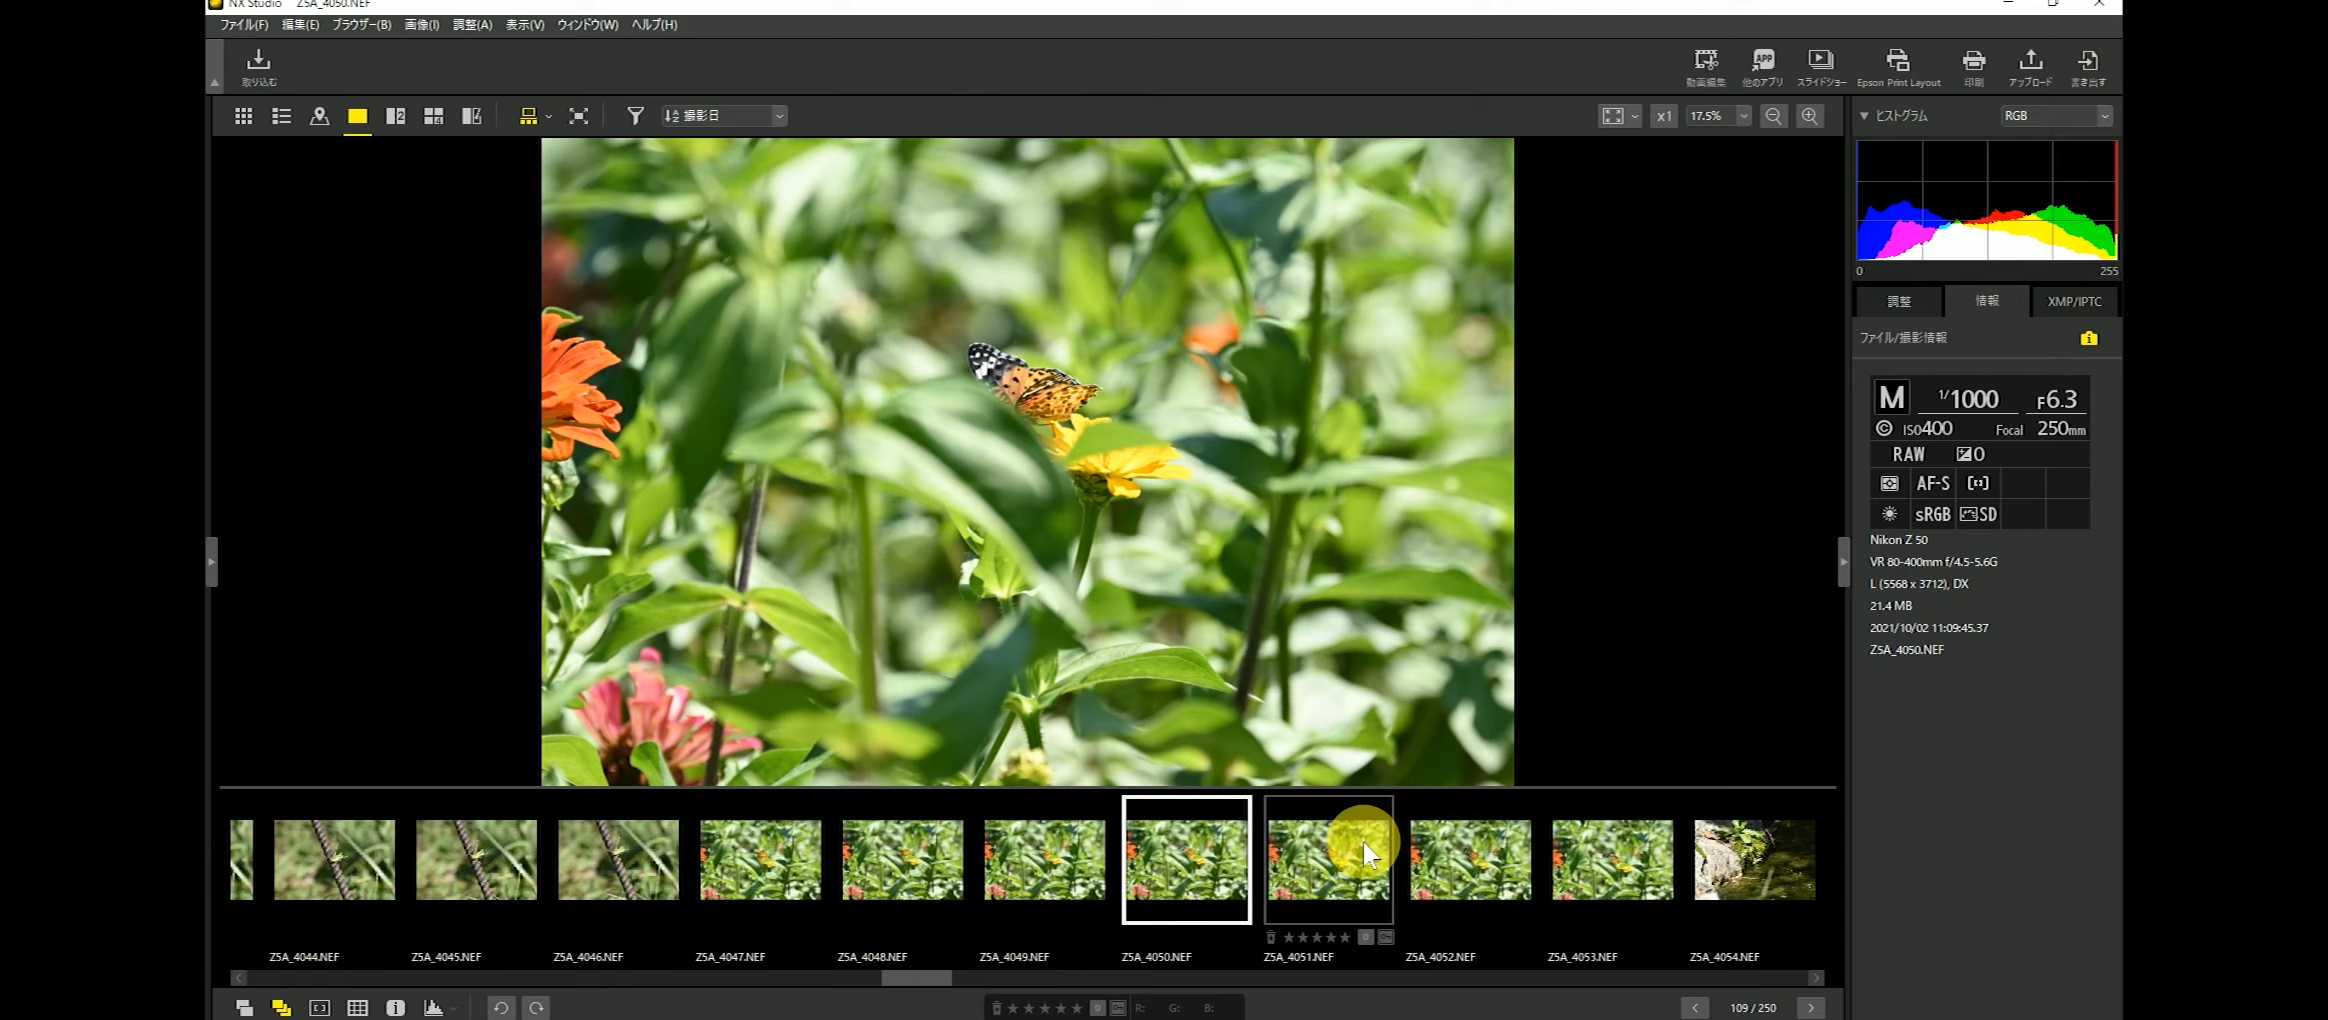 NX Studio Z5A_4050.NEF
ファイル(F) 編集(E) ブラウザー(B) 画像(I) 調整(A) 表示(V) ウィンドウ(W) ヘルプ(H)
取り込む
動画編集 他のアプリ スライドショー Epson Print Layout 印刷 アップロード 書き出す
撮影日
x1 17.5%
ヒストグラム RGB
0 255
調整 情報 XMP/IPTC
ファイル/撮影情報
M 1/1000 F6.3
© ISO400 Focal 250mm
RAW 0
AF-S
sRGB SD
Nikon Z 50
VR 80-400mm f/4.5-5.6G
L (5568 x 3712), DX
21.4 MB
2021/10/02 11:09:45.37
Z5A_4050.NEF
Z5A_4044.NEF Z5A_4045.NEF Z5A_4046.NEF Z5A_4047.NEF Z5A_4048.NEF Z5A_4049.NEF Z5A_4050.NEF Z5A_4051.NEF Z5A_4052.NEF Z5A_4053.NEF Z5A_4054.NEF
R: G: B:
109 / 250